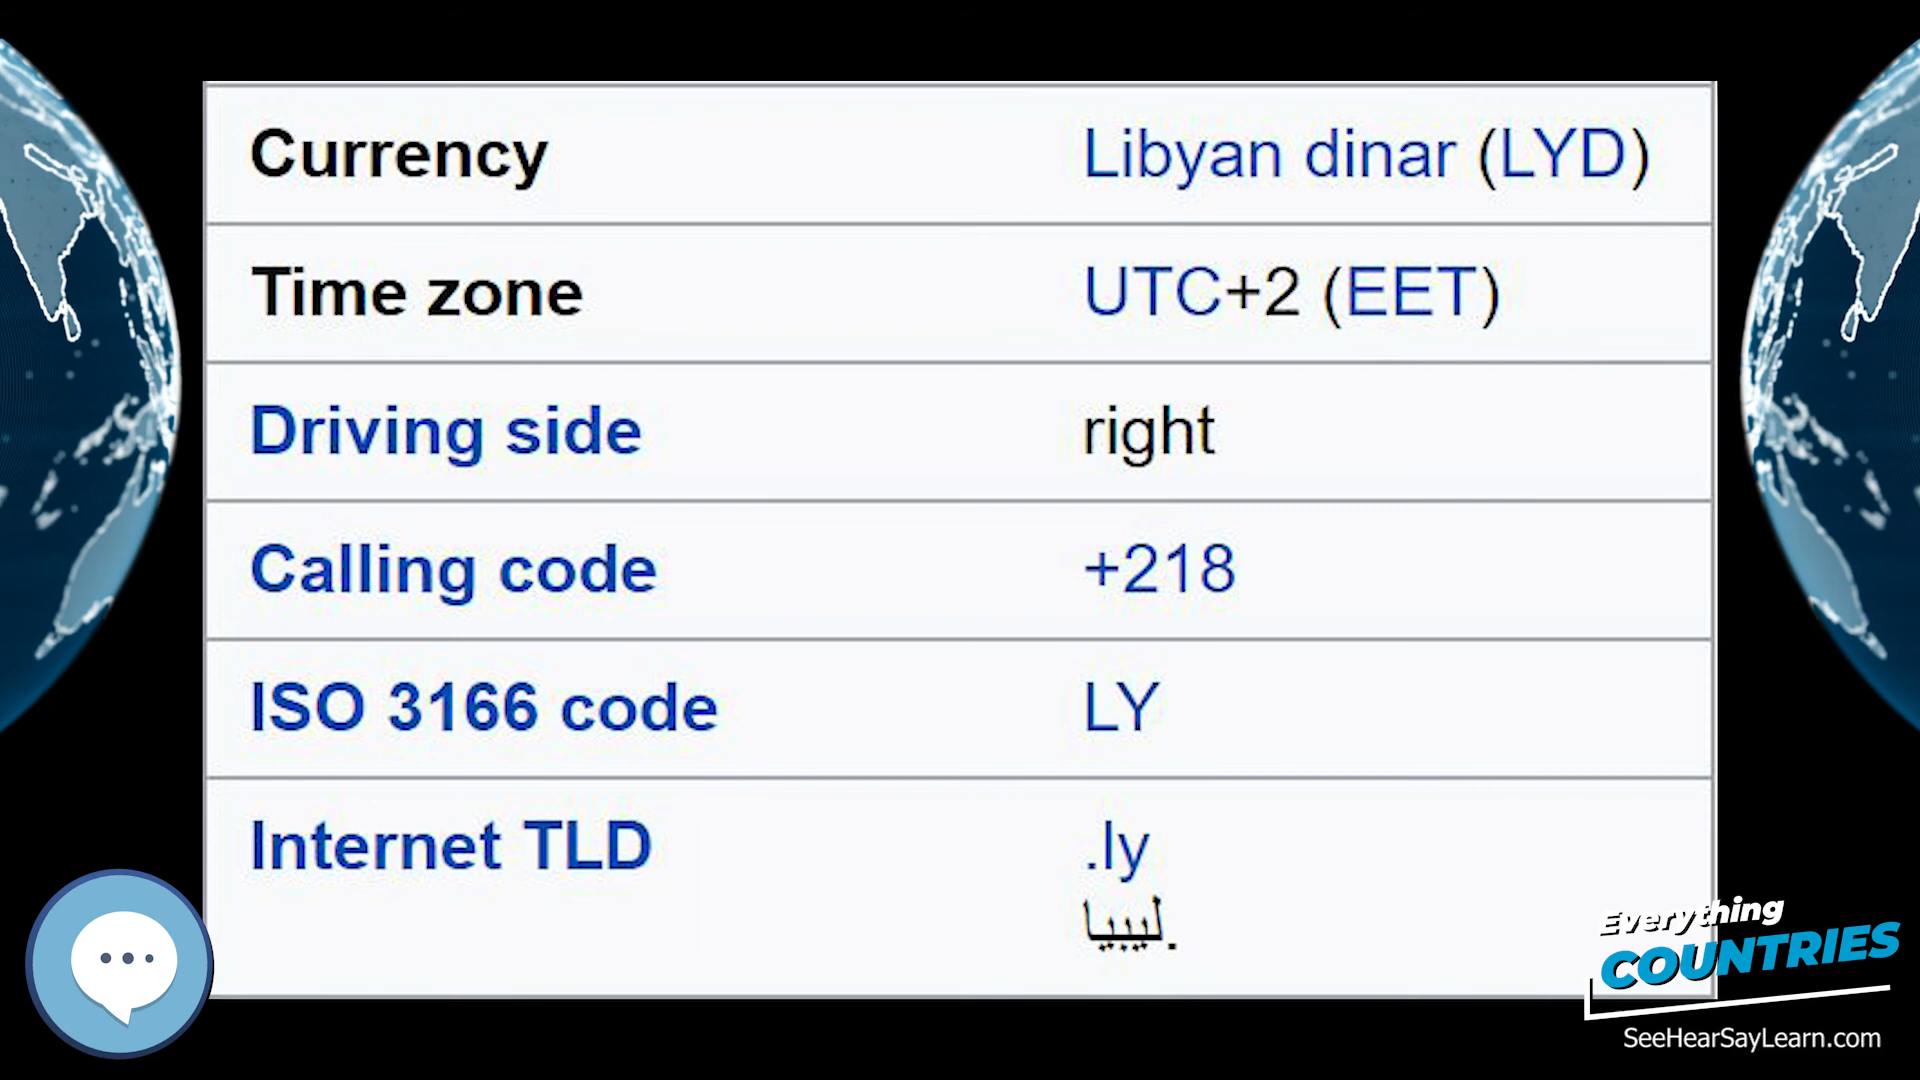 Currency Libyan dinar (LYD)
Time zone UTC+2 (EET)
Driving side right
Calling code +218
ISO 3166 code LY
Internet TLD .ly
ليبيا.
Everything
COUNTRIES
SeeHearSayLearn.com